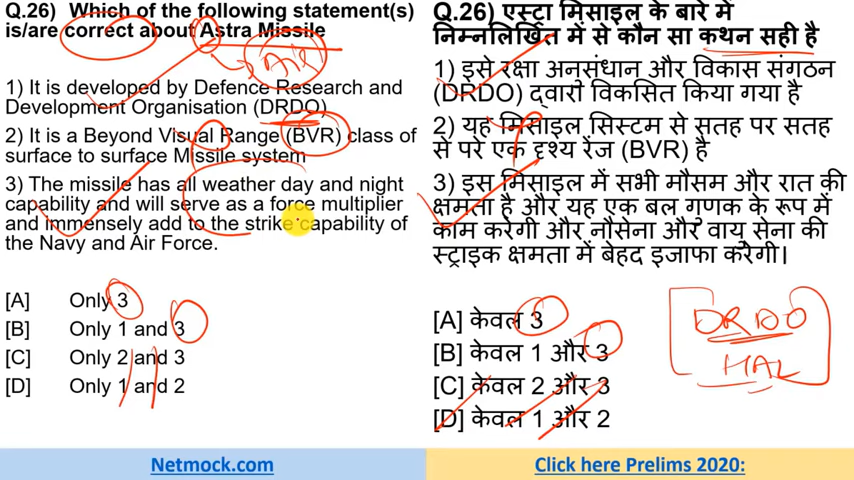 Q.26) Which of the following statement(s)
is/are correct about Astra Missile
Air
1) It is developed by Defence Research and
Development Organisation (DRDO)
2) It is a Beyond Visual Range (BVR) class of
surface to surface Missile system
3) The missile has all weather day and night
capability and will serve as a force multiplier
and immensely add to the strike capability of
the Navy and Air Force.
[A] Only 3
[B] Only 1 and 3
[C] Only 2 and 3
[D] Only 1 and 2
Q.26) एस्ट्रा मिसाइल के बारे में
निम्नलिखित में से कौन सा कथन सही है
1) इसे रक्षा अनुसंधान और विकास संगठन
(DRDO) द्वारा विकसित किया गया है
2) यह मिसाइल सिस्टम से सतह पर सतह
से परे एक दृश्य रेंज (BVR) है
3) इस मिसाइल में सभी मौसम और रात की
क्षमता है और यह एक बल गुणक के रूप में
काम करेगी और नौसेना और वायु सेना की
स्ट्राइक क्षमता में बेहद इजाफा करेगी।
[A] केवल 3
[B] केवल 1 और 3
[C] केवल 2 और 3
[D] केवल 1 और 2
DRDO
HAL
Netmock.com
Click here Prelims 2020: